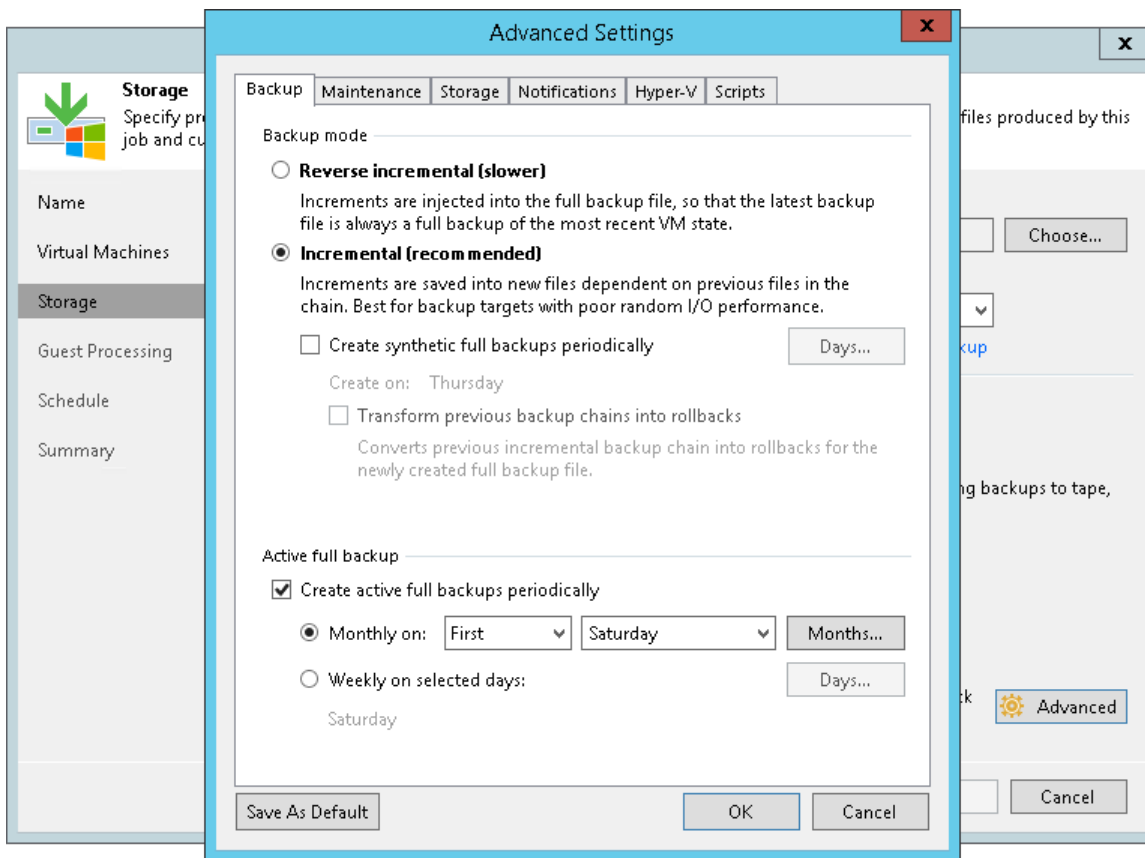 Advanced Settings
x
x
Storage
Specify pr
job and cu
files produced by this
Name
Virtual Machines
Storage
Guest Processing
Schedule
Summary
Backup
Maintenance
Storage
Notifications
Hyper-V
Scripts
Backup mode
Reverse incremental (slower)
Increments are injected into the full backup file, so that the latest backup
file is always a full backup of the most recent VM state.
Incremental (recommended)
Increments are saved into new files dependent on previous files in the
chain. Best for backup targets with poor random I/O performance.
Create synthetic full backups periodically
Days...
Create on: Thursday
Transform previous backup chains into rollbacks
Converts previous incremental backup chain into rollbacks for the
newly created full backup file.
Active full backup
Create active full backups periodically
Monthly on:
First
Saturday
Months...
Weekly on selected days:
Days...
Saturday
Save As Default
OK
Cancel
Choose...
kup
ng backups to tape,
Advanced
Cancel